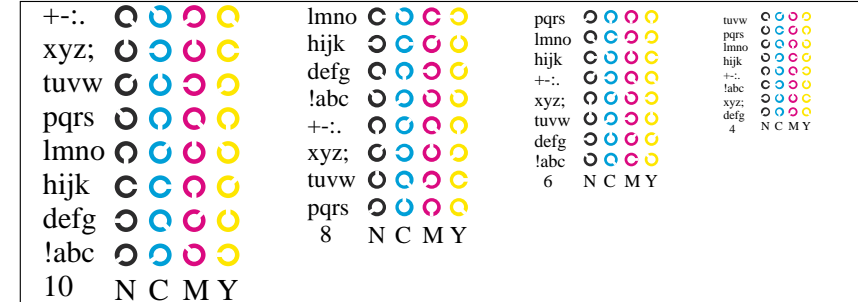 +-:.
xyz;
tuvw
pqrs
lmno
hijk
defg
!abc
10 N C M Y
lmno
hijk
defg
!abc
+-:.
xyz;
tuvw
pqrs
8 N C M Y
pqrs
lmno
hijk
+-:.
xyz;
tuvw
defg
!abc
6 N C M Y
tuvw
pqrs
lmno
hijk
+-:.
!abc
xyz;
defg
4 N C M Y